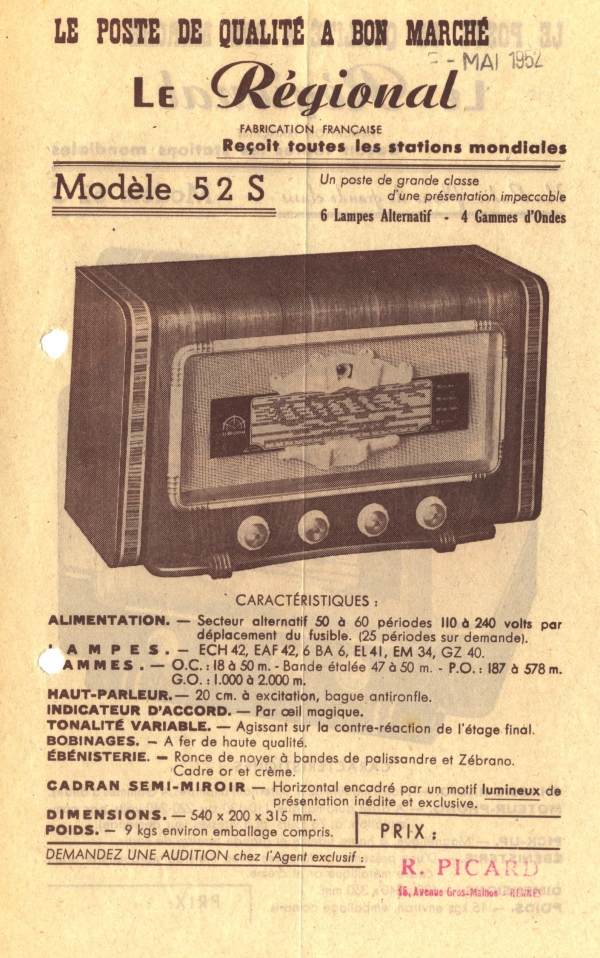 LE POSTE DE QUALITÉ A BON MARCHÉ
- MAI 1952
LE Régional
FABRICATION FRANÇAISE
Reçoit toutes les stations mondiales
Modèle 52 S
Un poste de grande classe
d'une présentation impeccable
6 Lampes Alternatif - 4 Gammes d'Ondes
CARACTÉRISTIQUES :
ALIMENTATION. — Secteur alternatif 50 à 60 périodes 110 à 240 volts par
déplacement du fusible. (25 périodes sur demande).
AMPES. — ECH 42, EAF 42, 6 BA 6, EL 41, EM 34, GZ 40.
AMMES. — O.C. : 18 à 50 m. - Bande étalée 47 à 50 m. - P.O. : 187 à 578 m.
G.O. : 1.000 à 2.000 m.
HAUT-PARLEUR. — 20 cm. à excitation, bague antironfle.
INDICATEUR D'ACCORD. — Par œil magique.
TONALITÉ VARIABLE. — Agissant sur la contre-réaction de l'étage final.
BOBINAGES. — A fer de haute qualité.
ÉBÉNISTERIE. — Ronce de noyer à bandes de palissandre et Zébrano.
Cadre or et crème.
CADRAN SEMI-MIROIR — Horizontal encadré par un motif lumineux de
présentation inédite et exclusive.
DIMENSIONS. — 540 x 200 x 315 mm.
POIDS. — 9 kgs environ emballage compris.
PRIX :
DEMANDEZ UNE AUDITION chez l'Agent exclusif :
R. PICARD
Avenue Gros-Malhon - RENNES